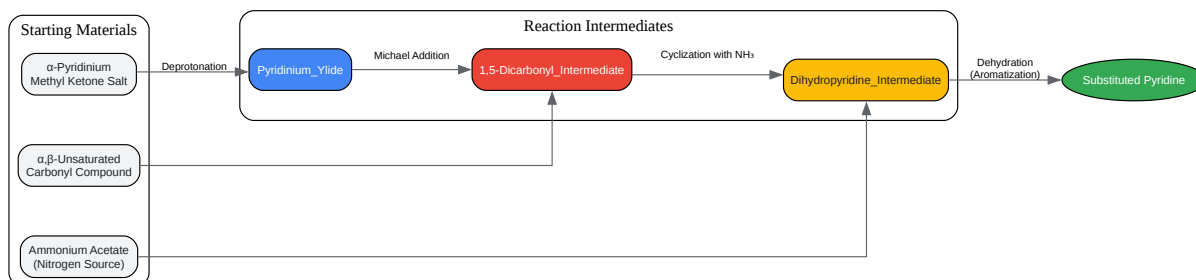 Starting Materials
α-Pyridinium
Methyl Ketone Salt
α,β-Unsaturated
Carbonyl Compound
Ammonium Acetate
(Nitrogen Source)
Deprotonation
Reaction Intermediates
Pyridinium_Ylide
Michael Addition
1,5-Dicarbonyl_Intermediate
Cyclization with NH₃
Dihydropyridine_Intermediate
Dehydration
(Aromatization)
Substituted Pyridine